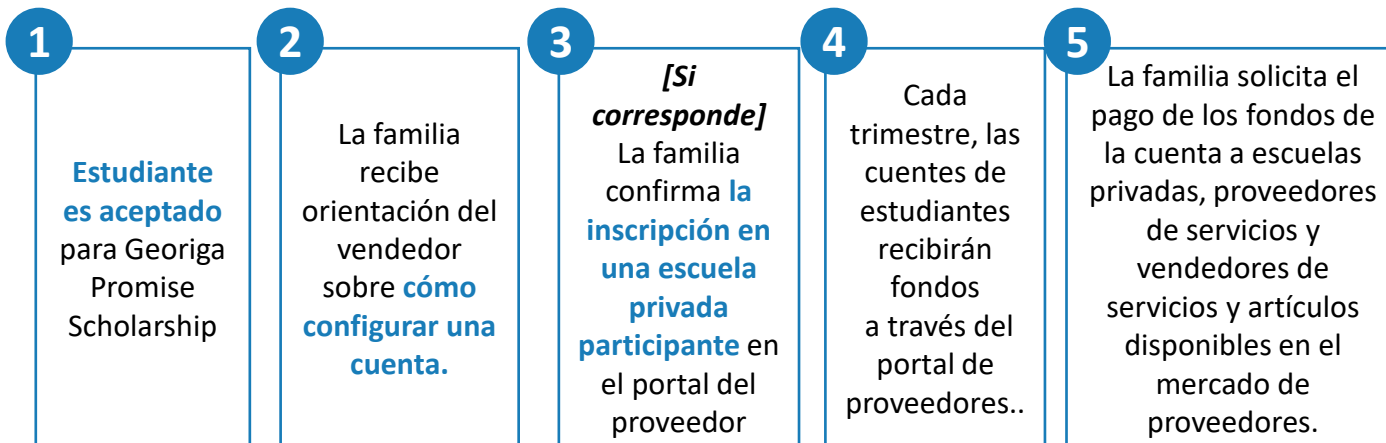 1
Estudiante
es aceptado
para Georiga
Promise
Scholarship
2
La familia
recibe
orientación del
vendedor
sobre cómo
configurar una
cuenta.
3
[Si
corresponde]
La familia
confirma la
inscripción en
una escuela
privada
participante en
el portal del
proveedor
4
Cada
trimestre, las
cuentes de
estudiantes
recibirán
fondos
a través del
portal de
proveedores..
5
La familia solicita el
pago de los fondos de
la cuenta a escuelas
privadas, proveedores
de servicios y
vendedores de
servicios y artículos
disponibles en el
mercado de
proveedores.